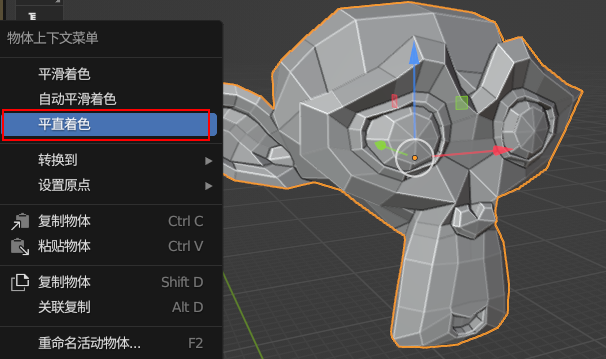 物体上下文菜单
平滑着色
自动平滑着色
平直着色
转换到
设置原点
复制物体 Ctrl C
粘贴物体 Ctrl V
复制物体 Shift D
关联复制 Alt D
重命名活动物体... F2